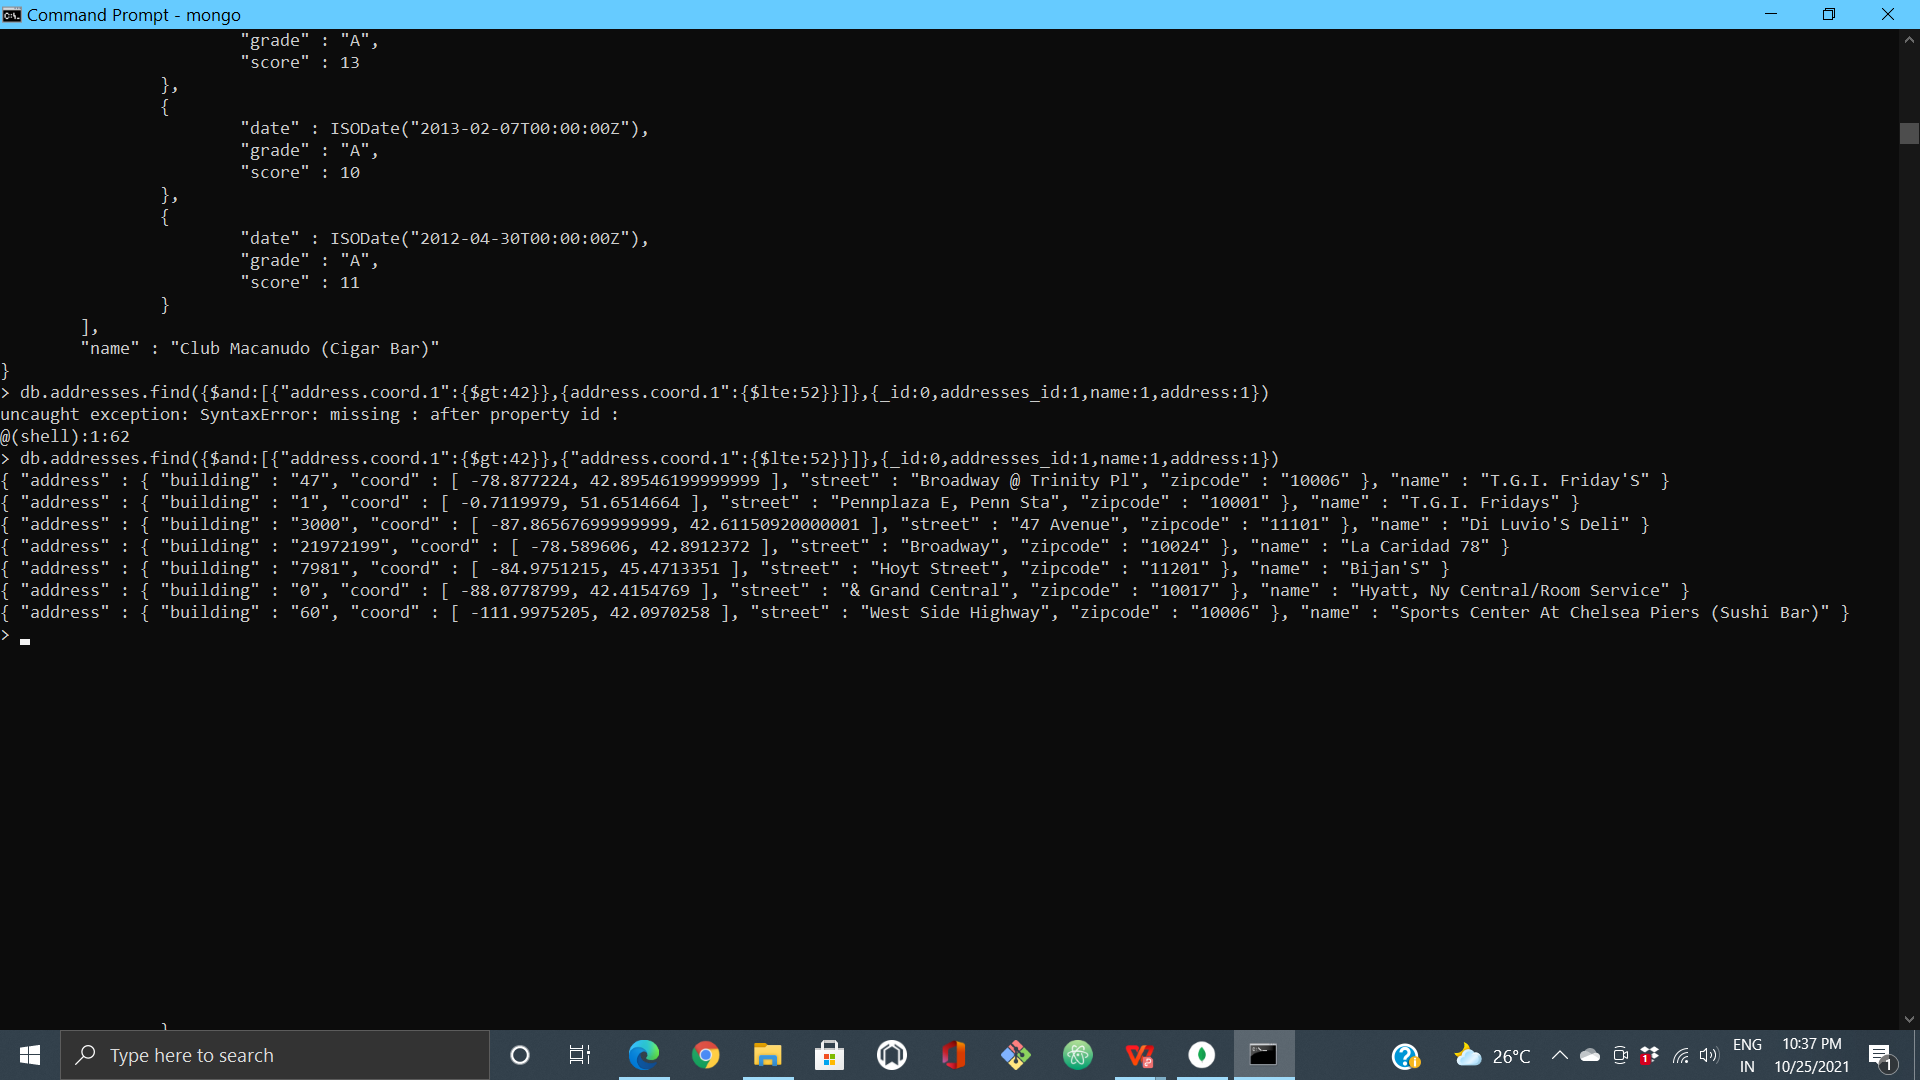 Command Prompt - mongo
"grade" : "A",
"score" : 13
},
{
"date" : ISODate("2013-02-07T00:00:00Z"),
"grade" : "A",
"score" : 10
},
{
"date" : ISODate("2012-04-30T00:00:00Z"),
"grade" : "A",
"score" : 11
}
],
"name" : "Club Macanudo (Cigar Bar)"
}
> db.addresses.find({$and:[{"address.coord.1":{$gt:42}},{address.coord.1":{$lte:52}}]},{_id:0,addresses_id:1,name:1,address:1})
uncaught exception: SyntaxError: missing : after property id :
@(shell):1:62
> db.addresses.find({$and:[{"address.coord.1":{$gt:42}},{"address.coord.1":{$lte:52}}]},{_id:0,addresses_id:1,name:1,address:1})
{ "address" : { "building" : "47", "coord" : [ -78.877224, 42.89546199999999 ], "street" : "Broadway @ Trinity Pl", "zipcode" : "10006" }, "name" : "T.G.I. Friday'S" }
{ "address" : { "building" : "1", "coord" : [ -0.7119979, 51.6514664 ], "street" : "Pennplaza E, Penn Sta", "zipcode" : "10001" }, "name" : "T.G.I. Fridays" }
{ "address" : { "building" : "3000", "coord" : [ -87.86567699999999, 42.61150920000001 ], "street" : "47 Avenue", "zipcode" : "11101" }, "name" : "Di Luvio'S Deli" }
{ "address" : { "building" : "21972199", "coord" : [ -78.589606, 42.8912372 ], "street" : "Broadway", "zipcode" : "10024" }, "name" : "La Caridad 78" }
{ "address" : { "building" : "7981", "coord" : [ -84.9751215, 45.4713351 ], "street" : "Hoyt Street", "zipcode" : "11201" }, "name" : "Bijan'S" }
{ "address" : { "building" : "0", "coord" : [ -88.0778799, 42.4154769 ], "street" : "& Grand Central", "zipcode" : "10017" }, "name" : "Hyatt, Ny Central/Room Service" }
{ "address" : { "building" : "60", "coord" : [ -111.9975205, 42.0970258 ], "street" : "West Side Highway", "zipcode" : "10006" }, "name" : "Sports Center At Chelsea Piers (Sushi Bar)" }
>
Type here to search
26°C
ENG
IN
10:37 PM
10/25/2021
1